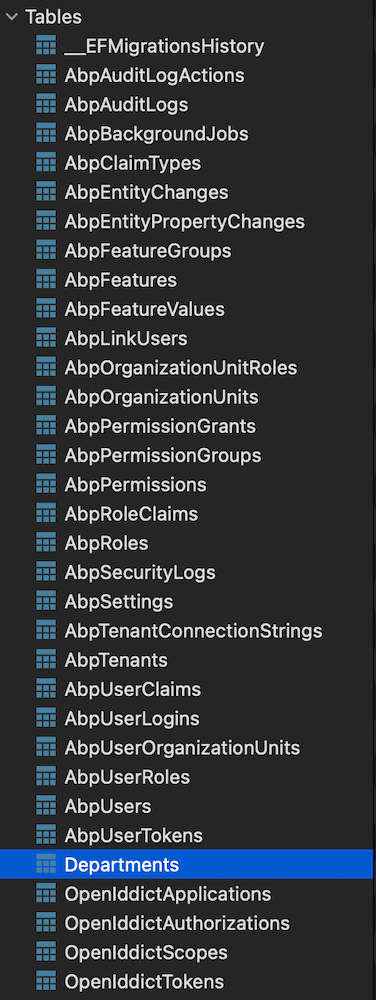 Tables
__EFMigrationsHistory
AbpAuditLogActions
AbpAuditLogs
AbpBackgroundJobs
AbpClaimTypes
AbpEntityChanges
AbpEntityPropertyChanges
AbpFeatureGroups
AbpFeatures
AbpFeatureValues
AbpLinkUsers
AbpOrganizationUnitRoles
AbpOrganizationUnits
AbpPermissionGrants
AbpPermissionGroups
AbpPermissions
AbpRoleClaims
AbpRoles
AbpSecurityLogs
AbpSettings
AbpTenantConnectionStrings
AbpTenants
AbpUserClaims
AbpUserLogins
AbpUserOrganizationUnits
AbpUserRoles
AbpUsers
AbpUserTokens
Departments
OpenIddictApplications
OpenIddictAuthorizations
OpenIddictScopes
OpenIddictTokens